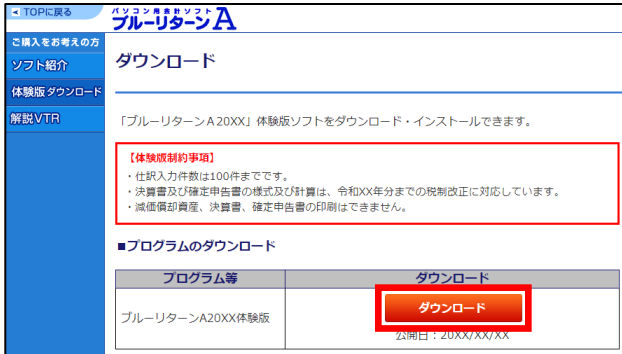 TOPに戻る
パソコン用会計ソフト
ブルーリターンA
ご購入をお考えの方
ソフト紹介
体験版ダウンロード
解説VTR
ダウンロード
「ブルーリターンA20XX」体験版ソフトをダウンロード・インストールできます。
【体験版制約事項】
・仕訳入力件数は100件までです。
・決算書及び確定申告書の様式及び計算は、令和XX年分までの税制改正に対応しています。
・減価償却資産、決算書、確定申告書の印刷はできません。
■プログラムのダウンロード
プログラム等 ダウンロード
ブルーリターンA20XX体験版 ダウンロード
公開日：20XX/XX/XX